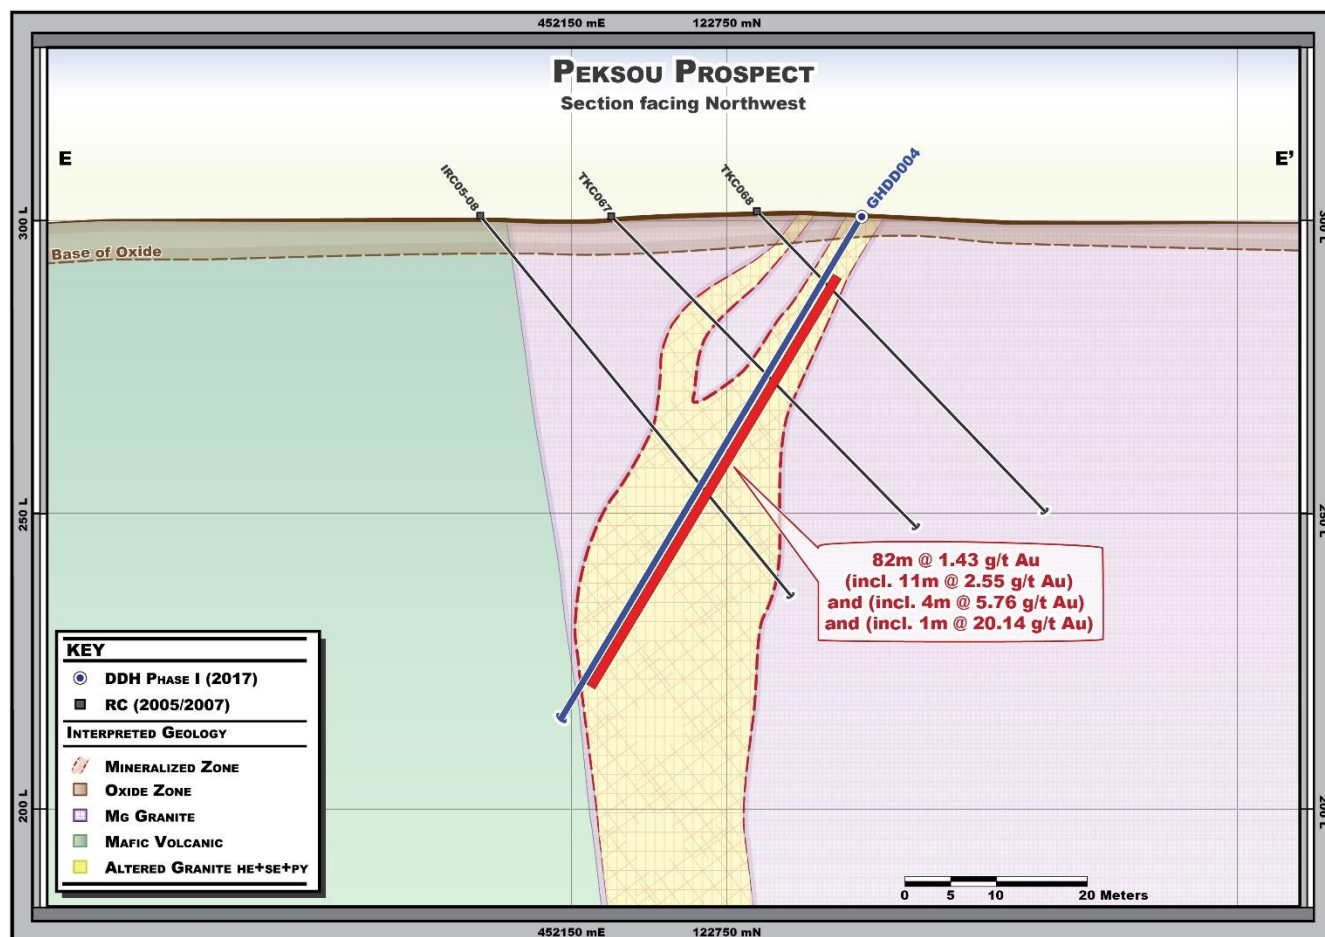 452150 mE
122750 mN
PEKSOU PROSPECT
Section facing Northwest
E
E'
IRC05-08
TKC067
TKC068
GHDD004
300 L
300 L
Base of Oxide
250 L
250 L
82m @ 1.43 g/t Au
(incl. 11m @ 2.55 g/t Au)
and (incl. 4m @ 5.76 g/t Au)
and (incl. 1m @ 20.14 g/t Au)
KEY
DDH PHASE I (2017)
RC (2005/2007)
INTERPRETED GEOLOGY
MINERALIZED ZONE
OXIDE ZONE
MG GRANITE
MAFIC VOLCANIC
ALTERED GRANITE HE+SE+PY
200 L
200 L
0 5 10 20 Meters
452150 mE
122750 mN